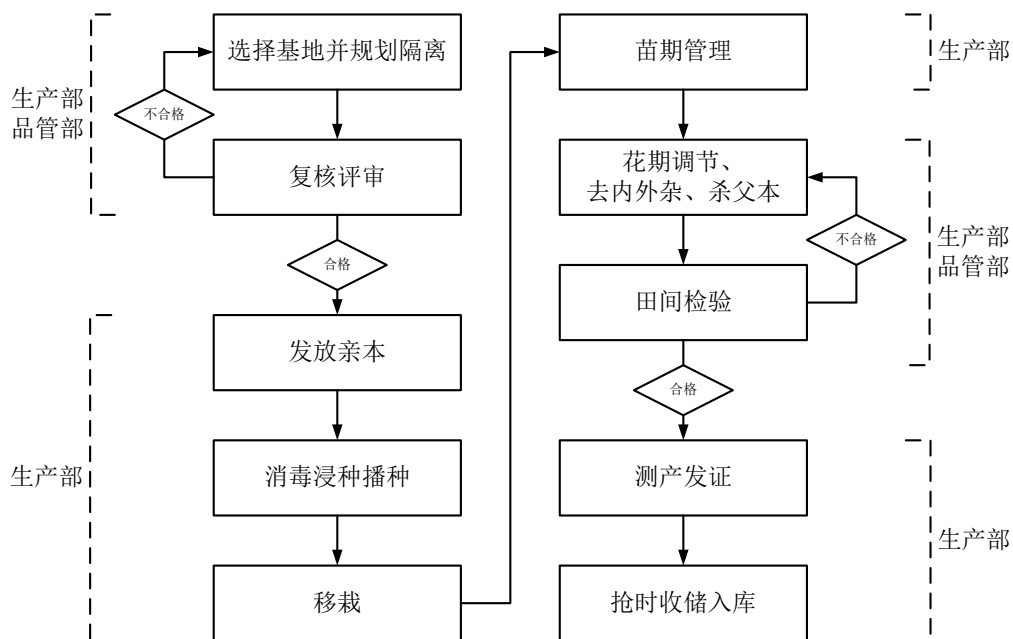 选择基地并规划隔离
生产部
品管部
不合格
复核评审
合格
发放亲本
生产部
消毒浸种播种
移栽
苗期管理
生产部
花期调节、
去内外杂、杀父本
不合格
生产部
品管部
田间检验
合格
测产发证
生产部
抢时收储入库